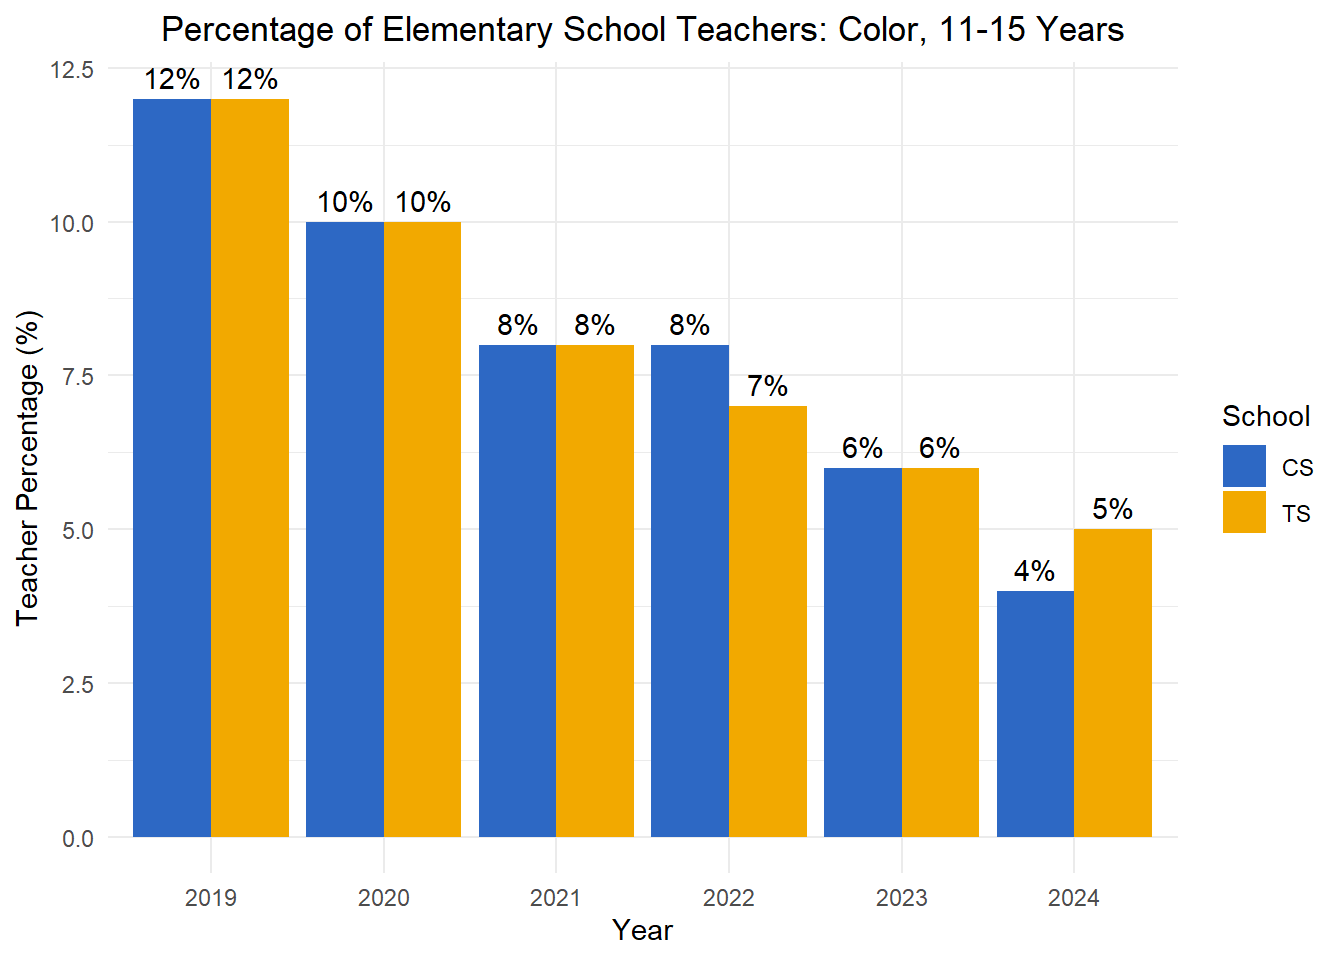 Percentage of Elementary School Teachers: Color, 11-15 Years
Teacher Percentage (%)
12.5
10.0
7.5
5.0
2.5
0.0
12% 12%
10% 10%
8% 8%
8% 7%
6% 6%
4% 5%
2019 2020 2021 2022 2023 2024
Year
School
CS
TS